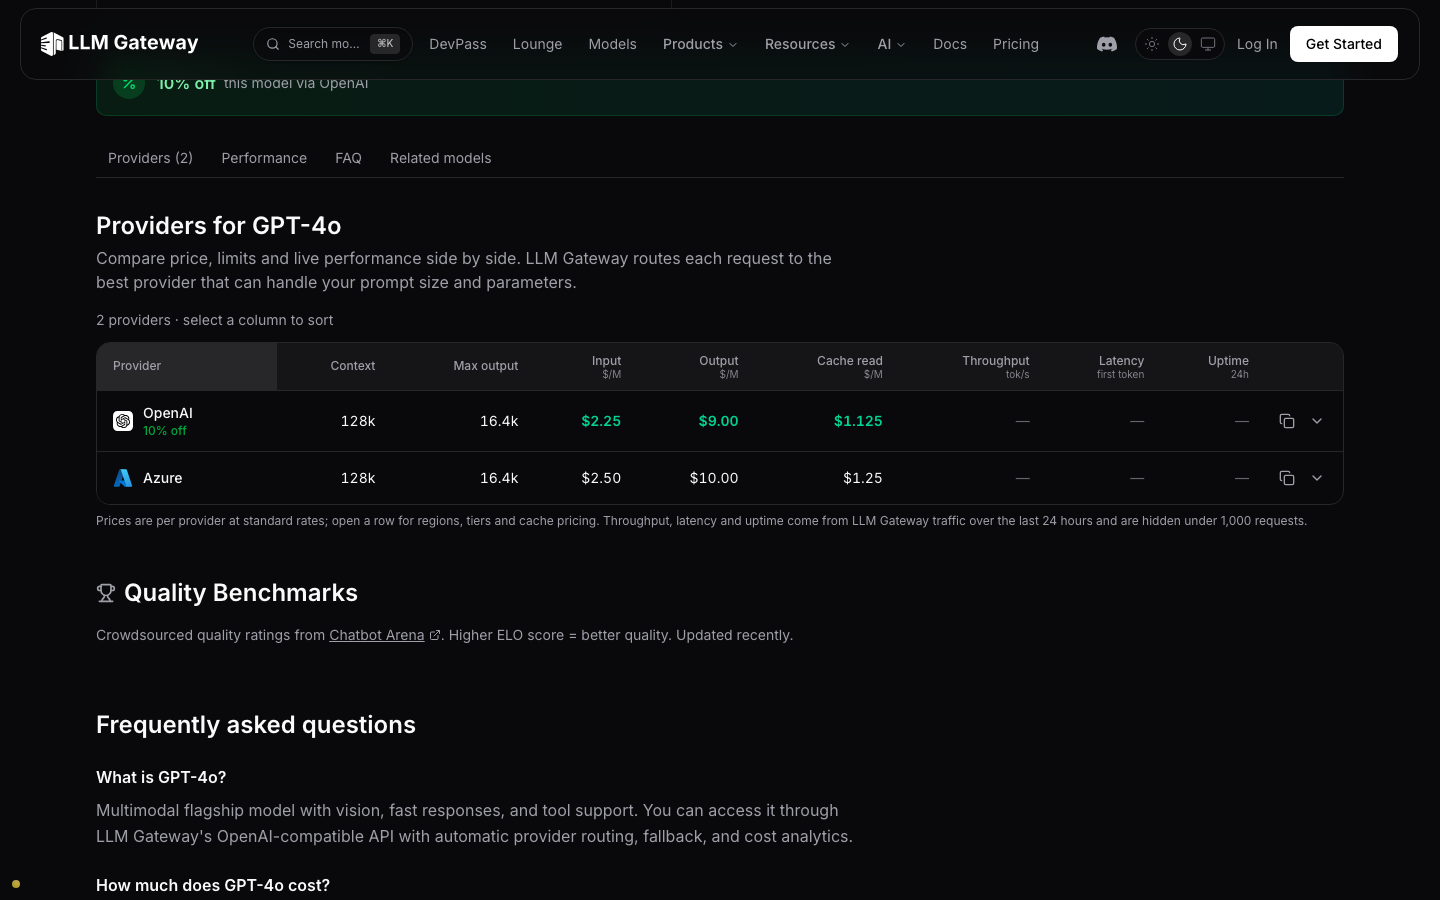 LLM Gateway
Search mo... ⌘K
DevPass
Lounge
Models
Products
Resources
AI
Docs
Pricing
Log In
Get Started
10% off this model via OpenAI
Providers (2)
Performance
FAQ
Related models
Providers for GPT-4o
Compare price, limits and live performance side by side. LLM Gateway routes each request to the
best provider that can handle your prompt size and parameters.
2 providers · select a column to sort
Provider Context Max output Input $/M Output $/M Cache read $/M Throughput tok/s Latency first token Uptime 24h
OpenAI 10% off 128k 16.4k $2.25 $9.00 $1.125 — — —
Azure 128k 16.4k $2.50 $10.00 $1.25 — — —
Prices are per provider at standard rates; open a row for regions, tiers and cache pricing. Throughput, latency and uptime come from LLM Gateway traffic over the last 24 hours and are hidden under 1,000 requests.
Quality Benchmarks
Crowdsourced quality ratings from Chatbot Arena. Higher ELO score = better quality. Updated recently.
Frequently asked questions
What is GPT-4o?
Multimodal flagship model with vision, fast responses, and tool support. You can access it through
LLM Gateway's OpenAI-compatible API with automatic provider routing, fallback, and cost analytics.
How much does GPT-4o cost?